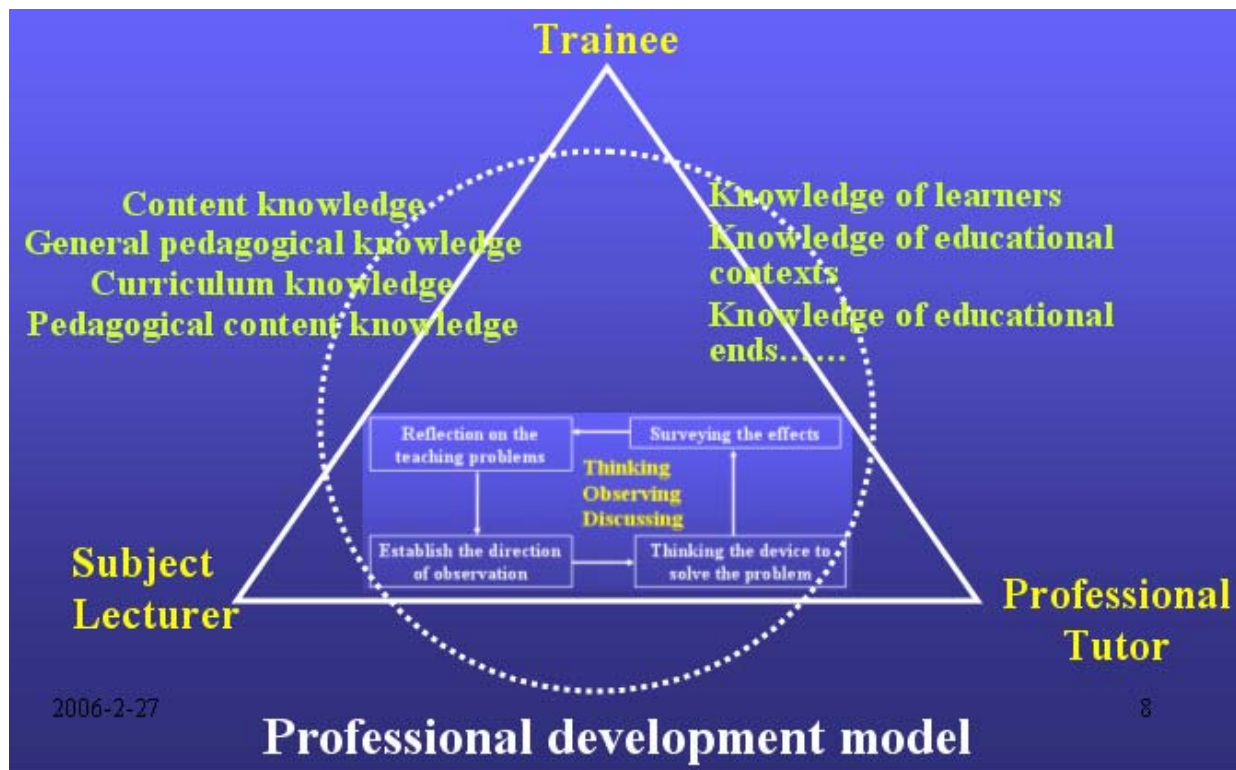 Trainee
Content knowledge
General pedagogical knowledge
Curriculum knowledge
Pedagogical content knowledge
Knowledge of learners
Knowledge of educational
contexts
Knowledge of educational
ends……
Reflection on the
teaching problems
Surveying the effects
Thinking
Observing
Discussing
Establish the direction
of observation
Thinking the device to
solve the problem
Subject
Lecturer
Professional
Tutor
2006-2-27
8
Professional development model